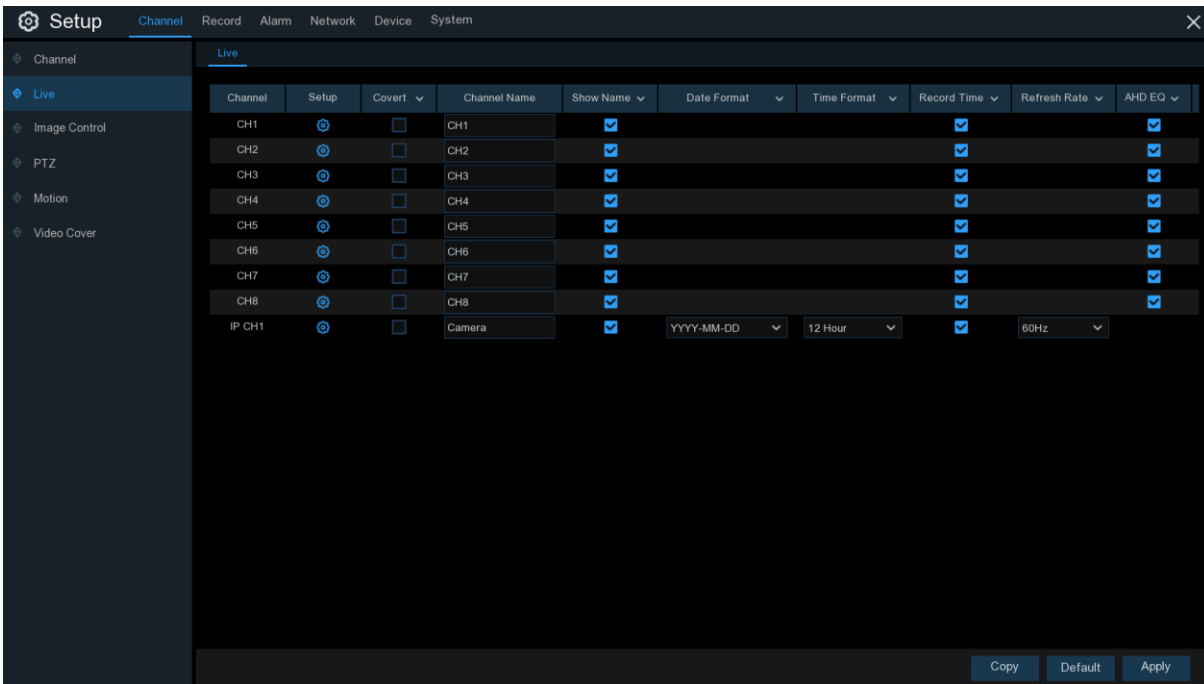 Setup Channel Record Alarm Network Device System
Channel
Live
Image Control
PTZ
Motion
Video Cover
Live
Channel Setup Covert Channel Name Show Name Date Format Time Format Record Time Refresh Rate AHD EQ
CH1 CH1
CH2 CH2
CH3 CH3
CH4 CH4
CH5 CH5
CH6 CH6
CH7 CH7
CH8 CH8
IP CH1 Camera YYYY-MM-DD 12 Hour 60Hz
Copy Default Apply